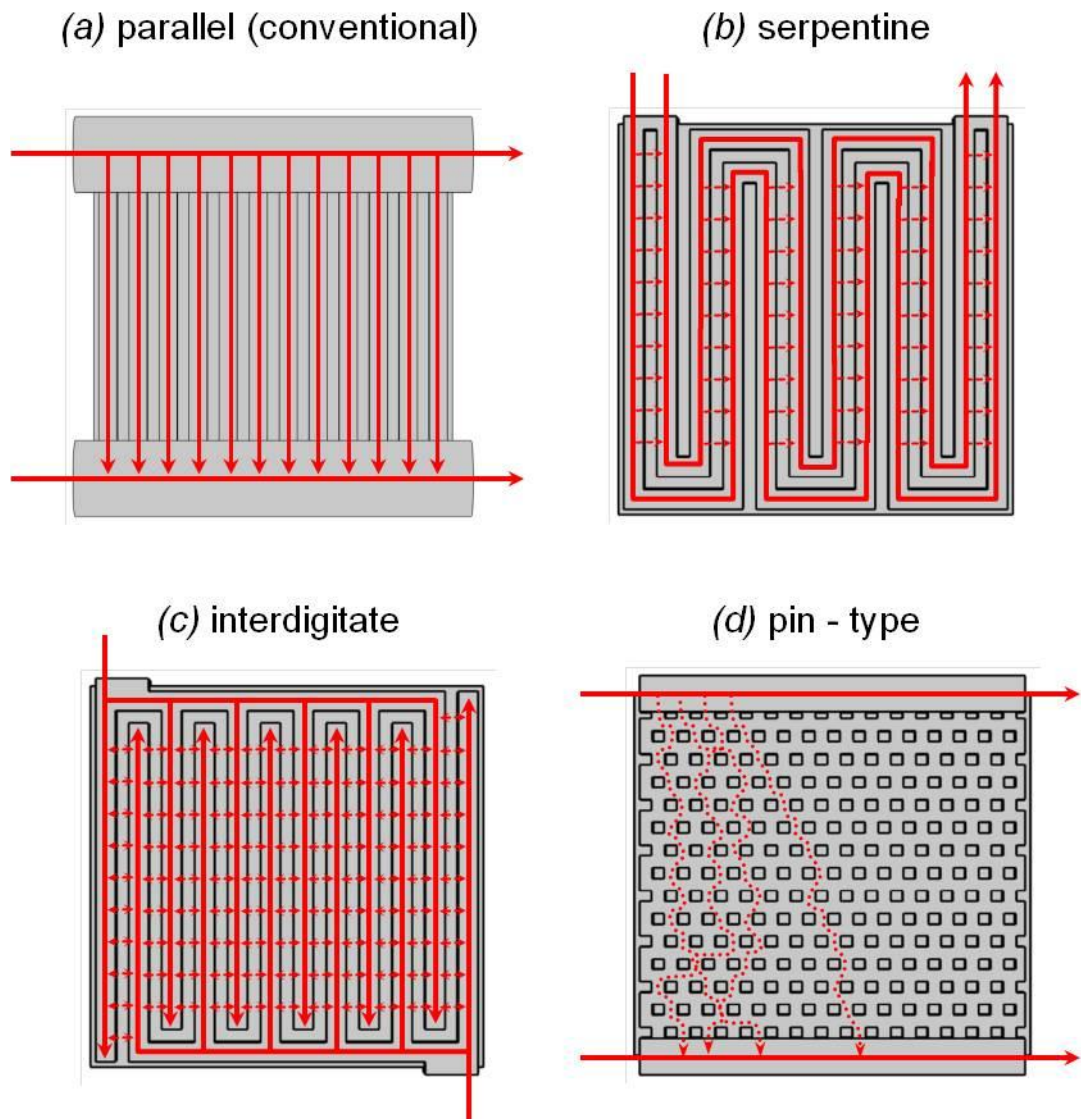 (a) parallel (conventional)
(b) serpentine
(c) interdigitate
(d) pin - type